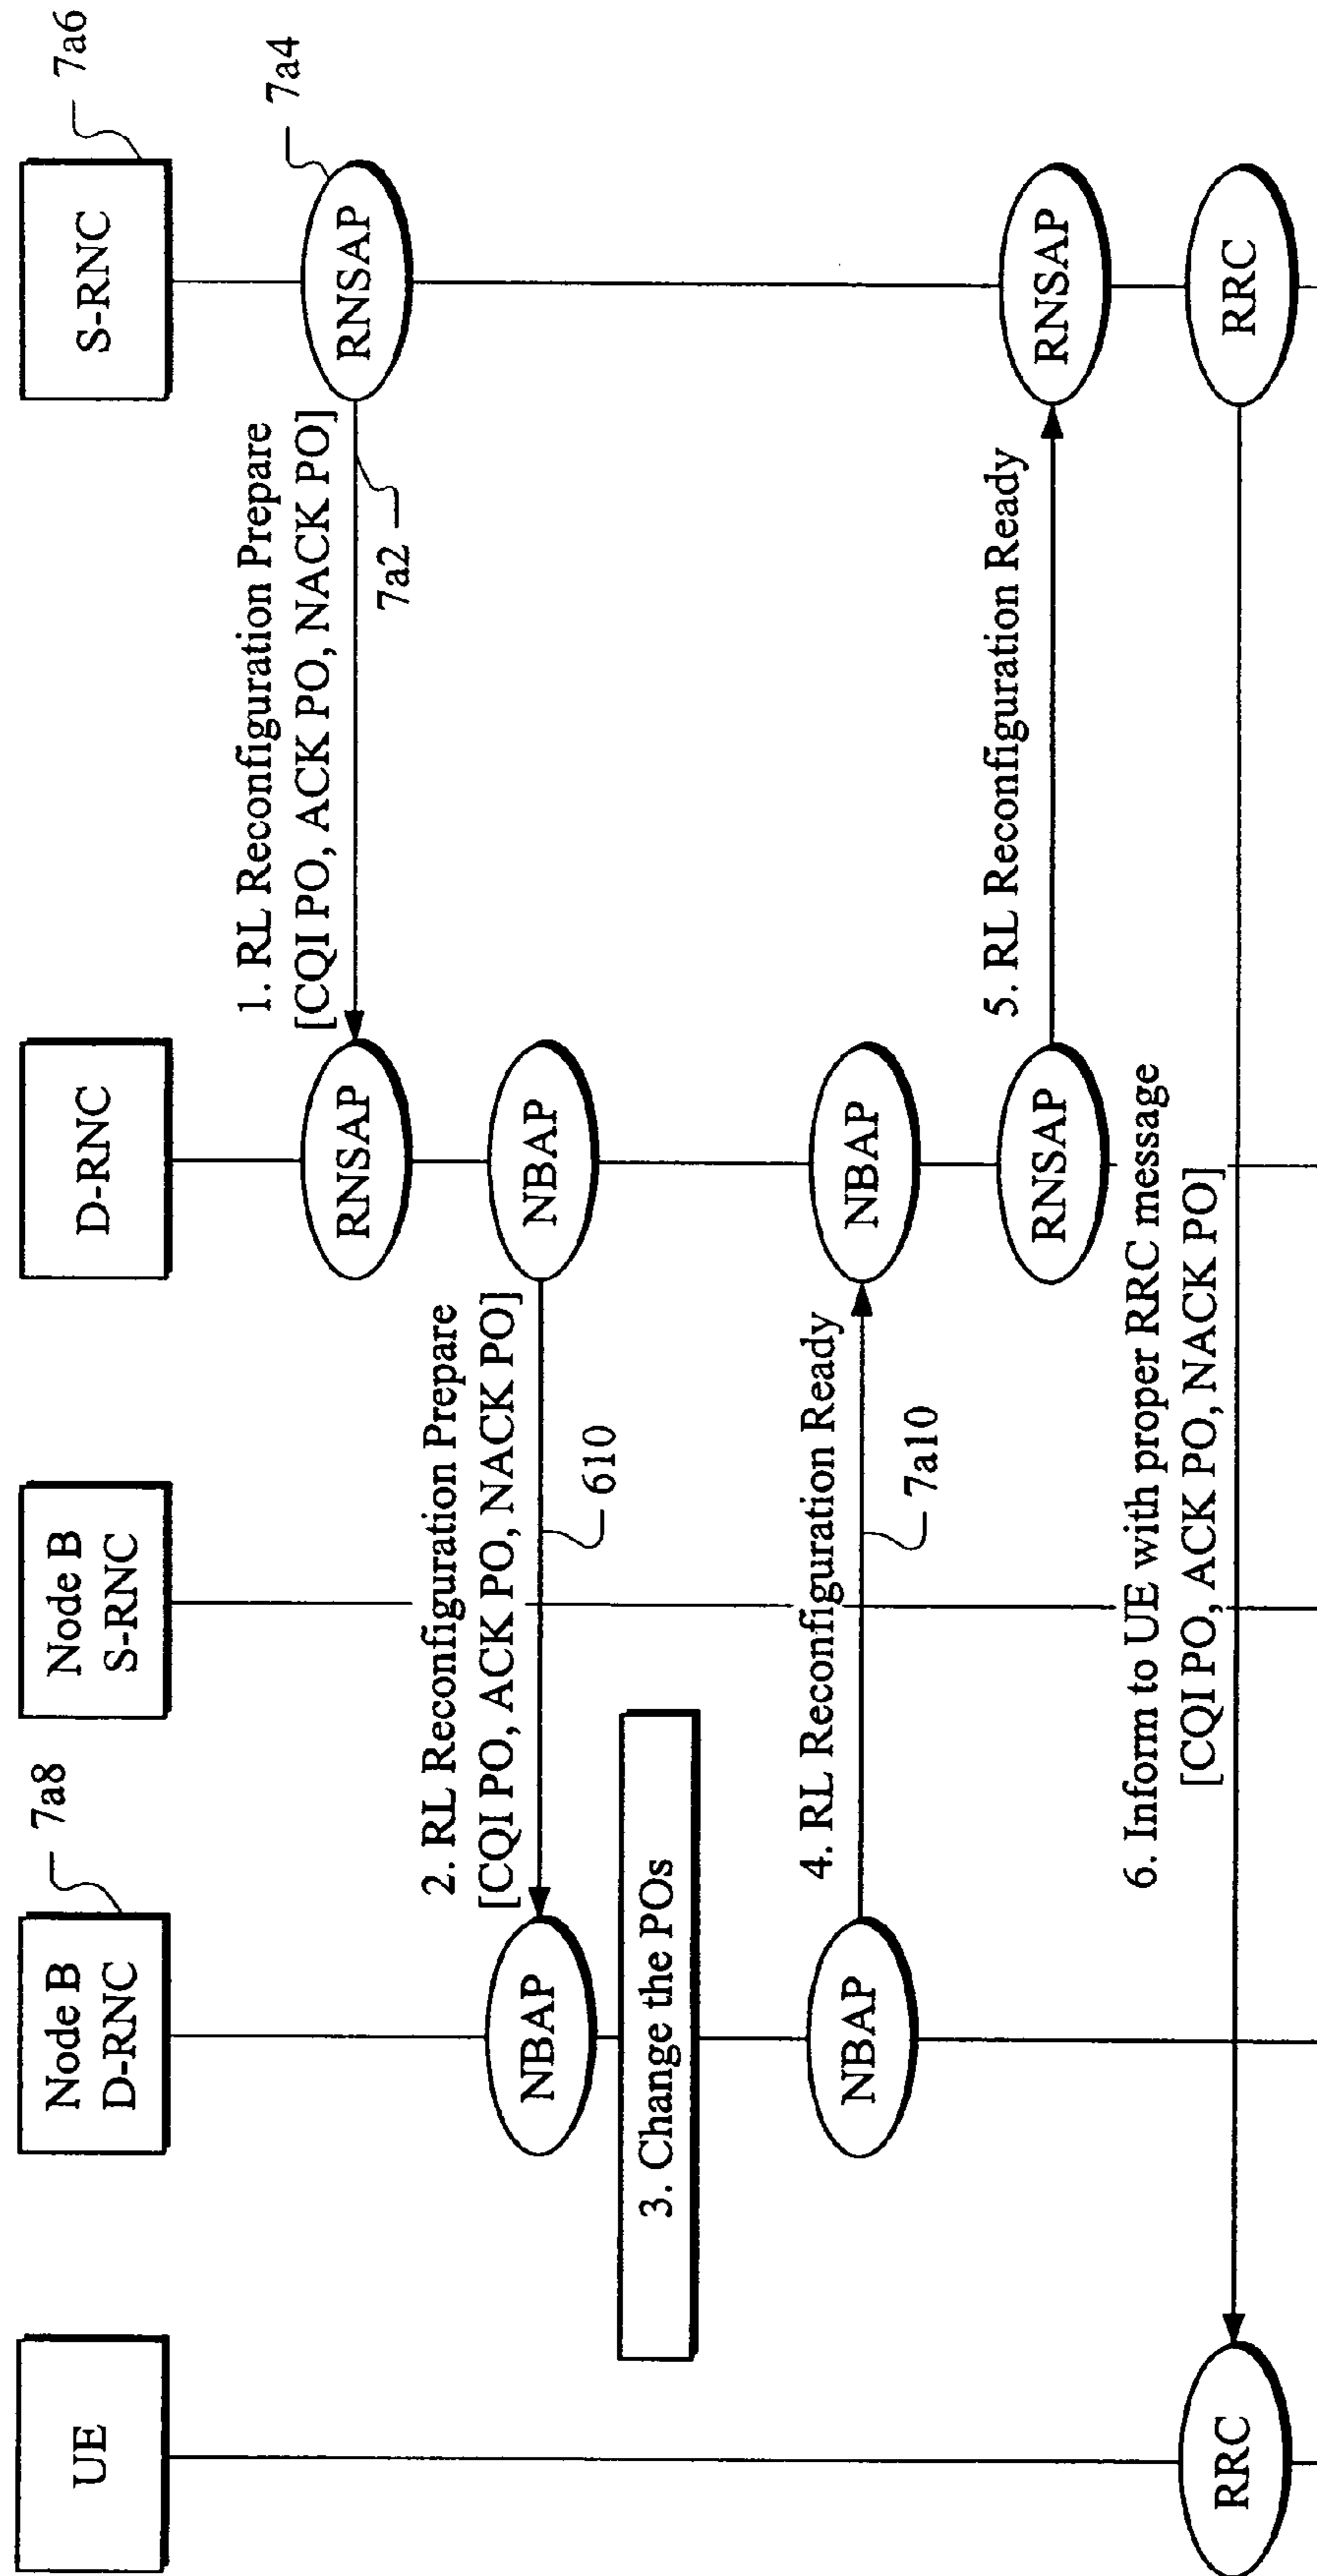 UE
Node B
D-RNC
7a8
Node B
S-RNC
D-RNC
S-RNC
7a6
1. RL Reconfiguration Prepare
[CQI PO, ACK PO, NACK PO]
RNSAP
RNSAP
7a4
7a2
2. RL Reconfiguration Prepare
[CQI PO, ACK PO, NACK PO]
NBAP
NBAP
610
3. Change the POs
4. RL Reconfiguration Ready
NBAP
NBAP
7a10
5. RL Reconfiguration Ready
RNSAP
RNSAP
6. Inform to UE with proper RRC message
[CQI PO, ACK PO, NACK PO]
RRC
RRC